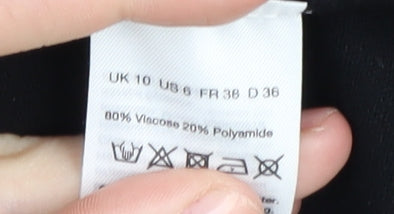 UK 10 US 6 FR 38 D 36
80% Viscose 20% Polyamide